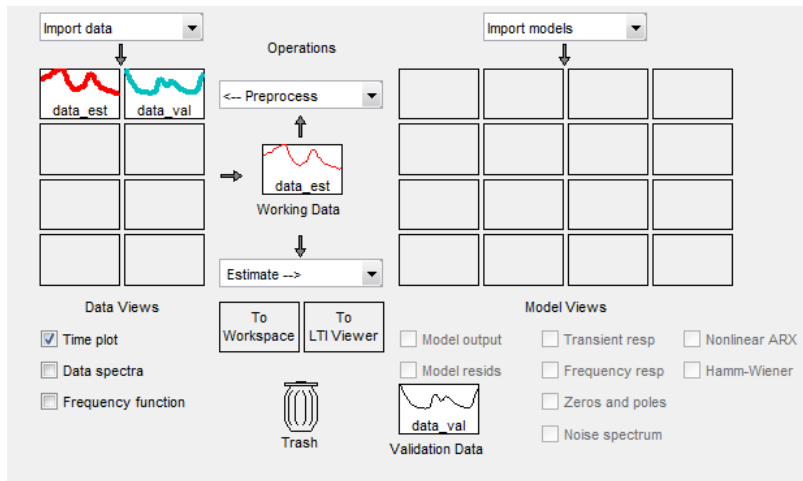 Import data
Operations
Import models
data_est
data_val
<-- Preprocess
data_est
Working Data
Estimate -->
Data Views
To
Workspace
To
LTI Viewer
Model Views
Time plot
Data spectra
Frequency function
Model output
Transient resp
Nonlinear ARX
Model resids
Frequency resp
Hamm-Wiener
Zeros and poles
Noise spectrum
data_val
Validation Data
Trash